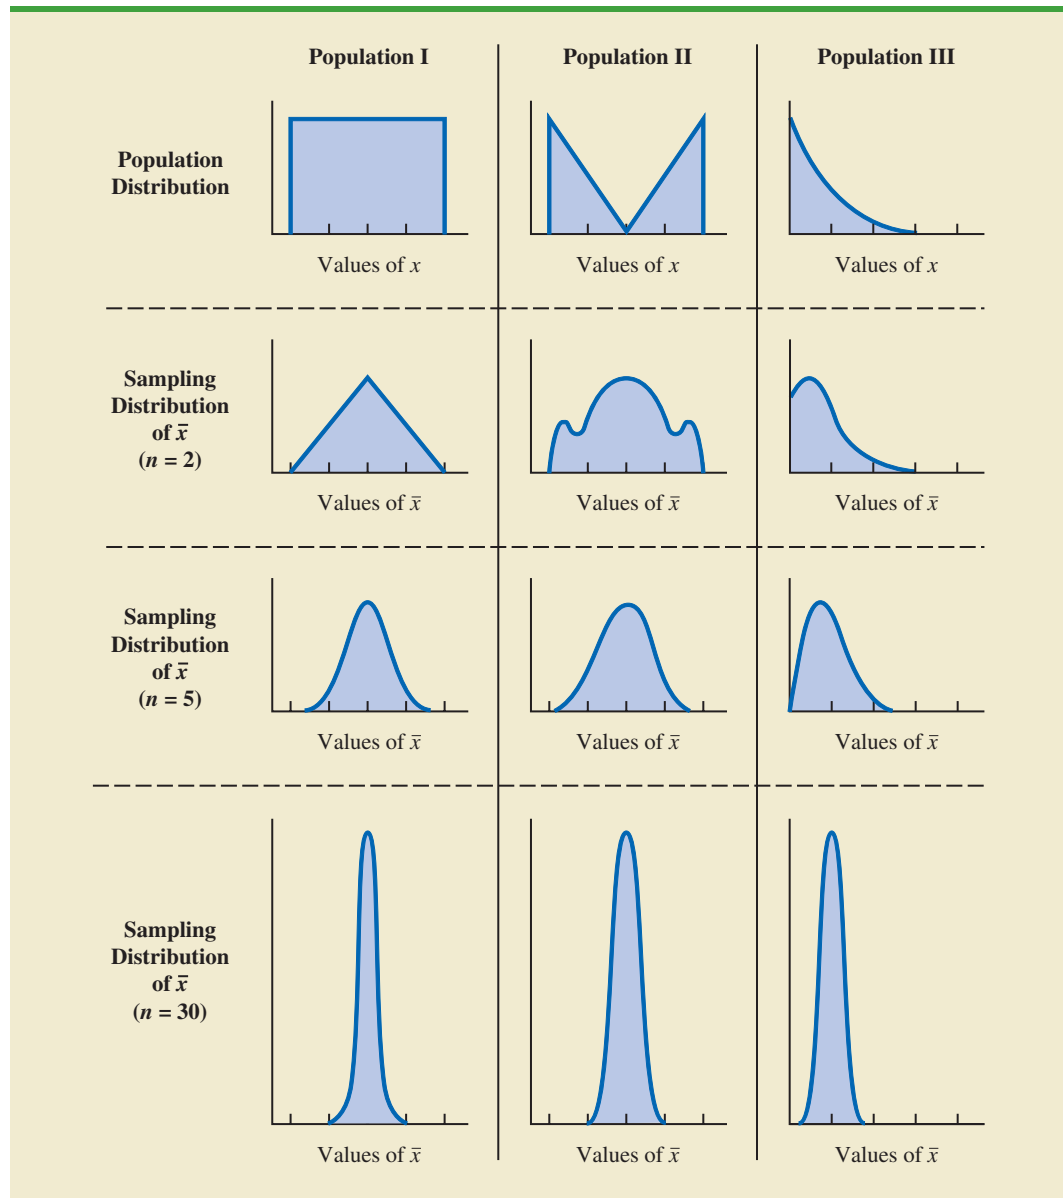 Population I
Population II
Population III
Population
Distribution
Values of x
Values of x
Values of x
Sampling
Distribution
of x̄
(n = 2)
Values of x̄
Values of x̄
Values of x̄
Sampling
Distribution
of x̄
(n = 5)
Values of x̄
Values of x̄
Values of x̄
Sampling
Distribution
of x̄
(n = 30)
Values of x̄
Values of x̄
Values of x̄